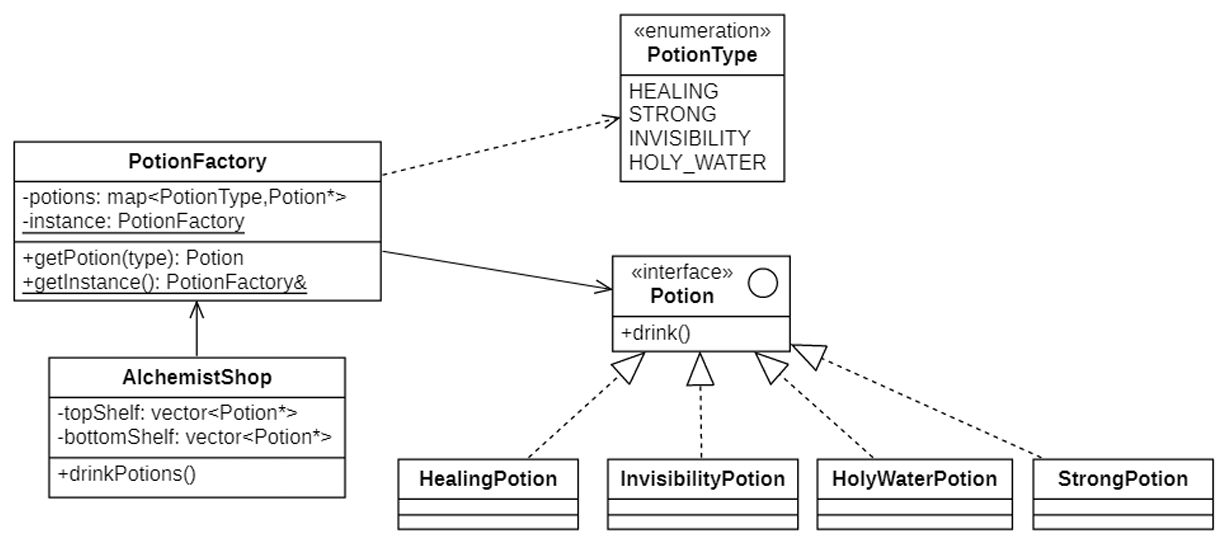 «enumeration»
PotionType
HEALING
STRONG
INVISIBILITY
HOLY_WATER
PotionFactory
-potions: map<PotionType,Potion*>
-instance: PotionFactory
+getPotion(type): Potion
+getInstance(): PotionFactory&
«interface»
Potion
+drink()
AlchemistShop
-topShelf: vector<Potion*>
-bottomShelf: vector<Potion*>
+drinkPotions()
HealingPotion
InvisibilityPotion
HolyWaterPotion
StrongPotion